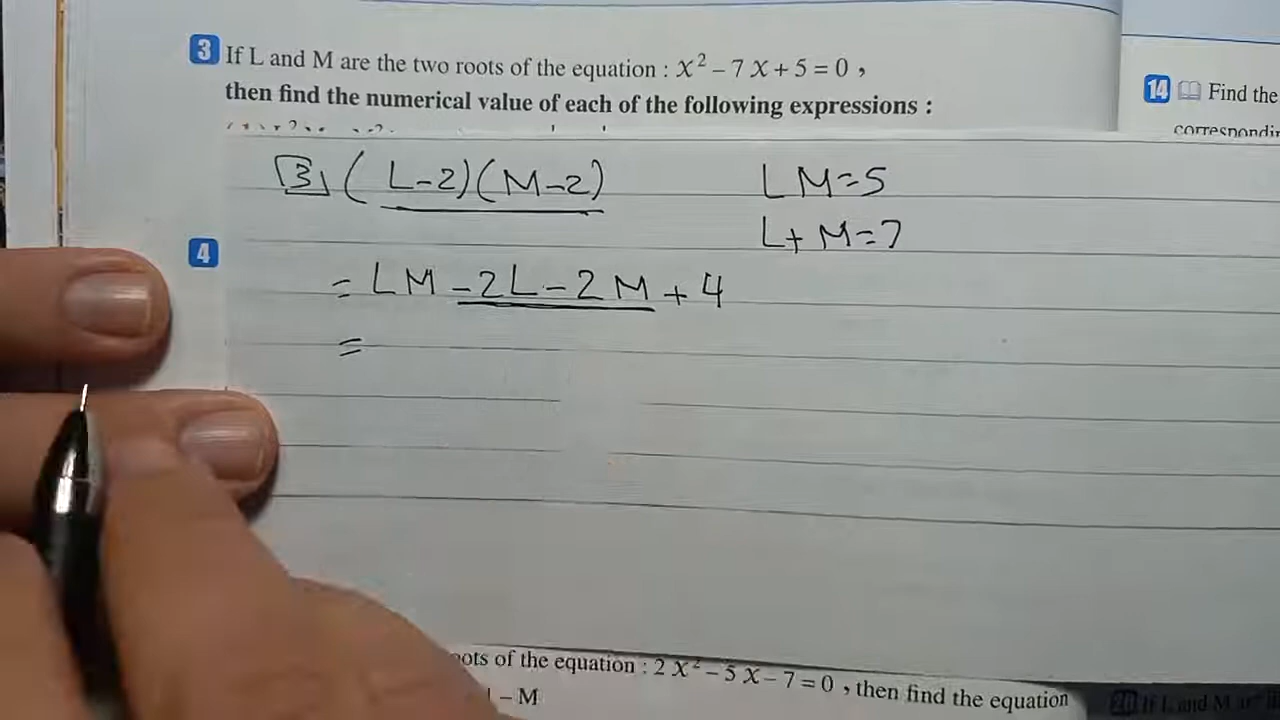 3 If L and M are the two roots of the equation : x² – 7 x + 5 = 0 ,
then find the numerical value of each of the following expressions :
3 ( L-2)(M-2)
LM=5
L+M=7
4
= LM -2L-2M + 4
=
of the equation : 2 x² – 5 x – 7 = 0 , then find the equation
– M
14 Find the
If L and M